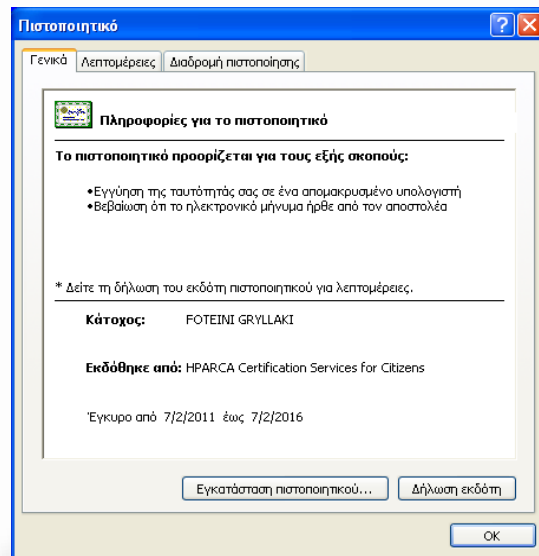 Πιστοποιητικό
Γενικά Λεπτομέρειες Διαδρομή πιστοποίησης
Πληροφορίες για το πιστοποιητικό
Το πιστοποιητικό προορίζεται για τους εξής σκοπούς:
•Εγγύηση της ταυτότητάς σας σε ένα απομακρυσμένο υπολογιστή
•Βεβαίωση ότι το ηλεκτρονικό μήνυμα ήρθε από τον αποστολέα
* Δείτε τη δήλωση του εκδότη πιστοποιητικού για λεπτομέρειες.
Κάτοχος: FOTEINI GRYLLAKI
Εκδόθηκε από: HPARCA Certification Services for Citizens
Έγκυρο από 7/2/2011 έως 7/2/2016
Εγκατάσταση πιστοποιητικού... Δήλωση εκδότη
OK